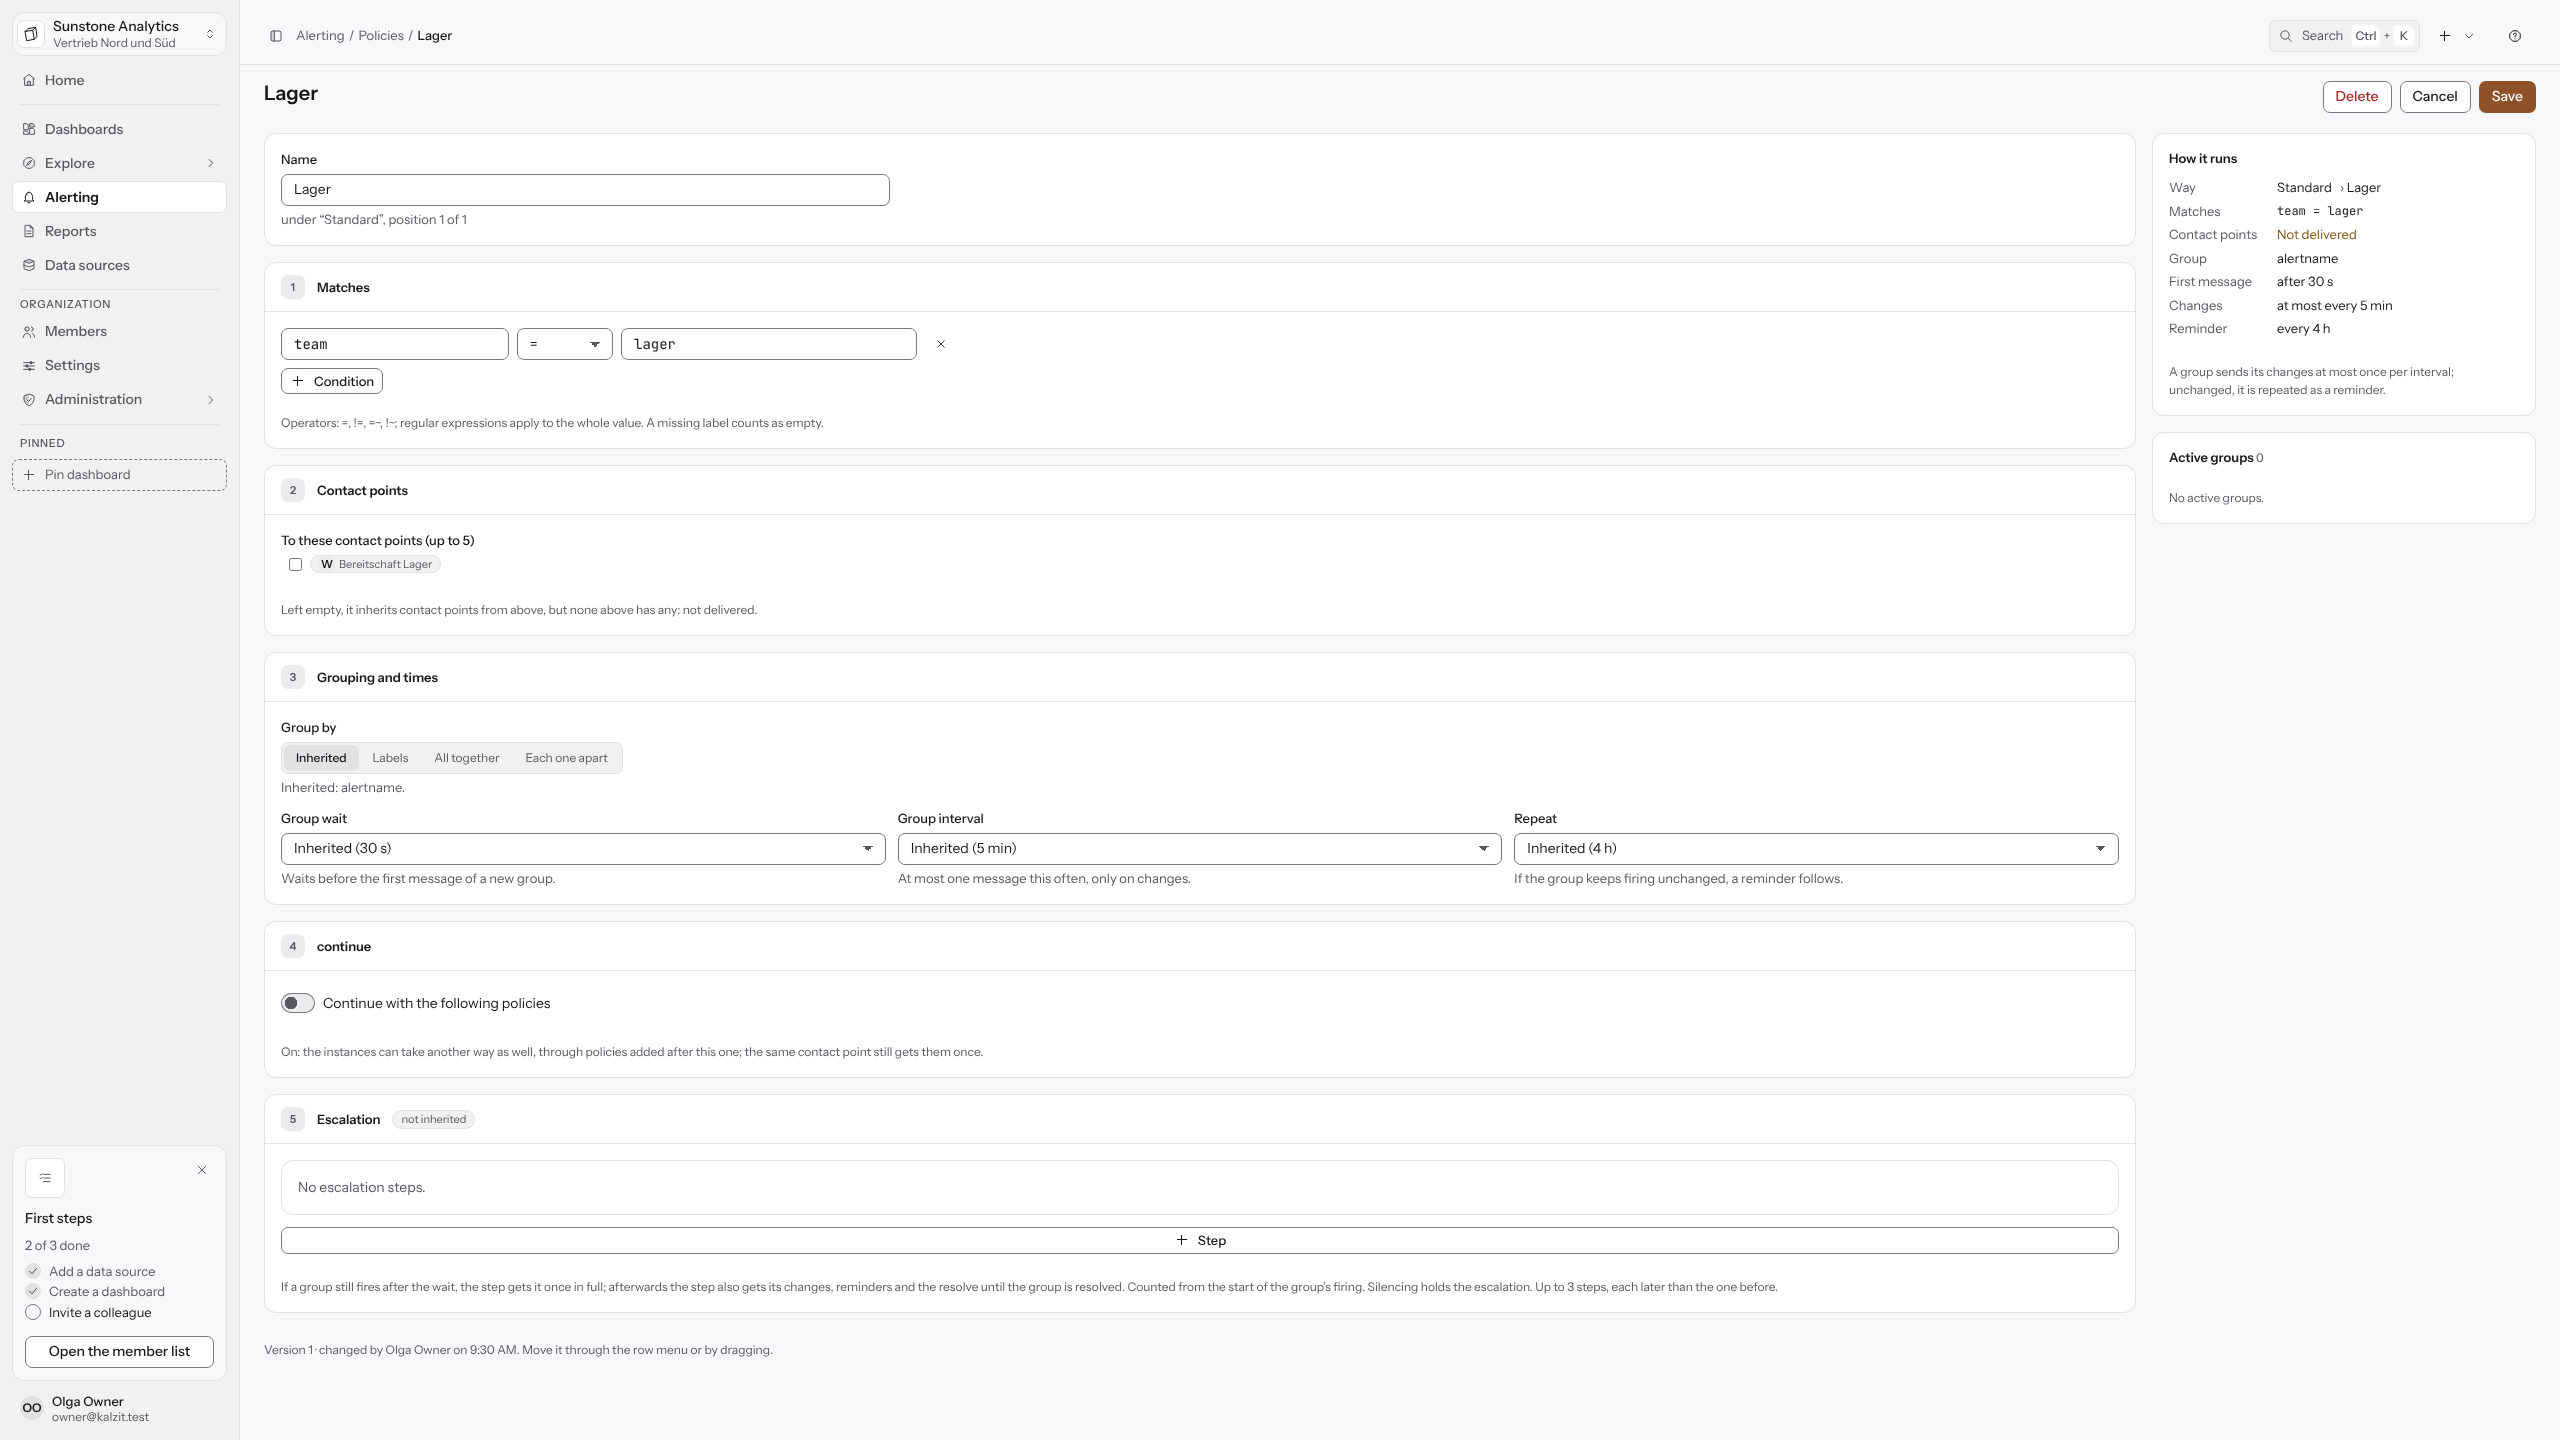 Sunstone Analytics
Vertrieb Nord und Süd
Home
Dashboards
Explore
Alerting
Reports
Data sources
ORGANIZATION
Members
Settings
Administration
PINNED
Pin dashboard
First steps
2 of 3 done
Add a data source
Create a dashboard
Invite a colleague
Open the member list
OO
Olga Owner
owner@kalzit.test
Alerting / Policies / Lager
Search Ctrl + K
Lager
Delete
Cancel
Save
Name
Lager
under “Standard”, position 1 of 1
1 Matches
team = lager
Condition
Operators: =, !=, =~, !~; regular expressions apply to the whole value. A missing label counts as empty.
2 Contact points
To these contact points (up to 5)
W Bereitschaft Lager
Left empty, it inherits contact points from above, but none above has any: not delivered.
3 Grouping and times
Group by
Inherited Labels All together Each one apart
Inherited: alertname.
Group wait Group interval Repeat
Inherited (30 s) Inherited (5 min) Inherited (4 h)
Waits before the first message of a new group. At most one message this often, only on changes. If the group keeps firing unchanged, a reminder follows.
4 continue
Continue with the following policies
On: the instances can take another way as well, through policies added after this one; the same contact point still gets them once.
5 Escalation not inherited
No escalation steps.
Step
If a group still fires after the wait, the step gets it once in full; afterwards the step also gets its changes, reminders and the resolve until the group is resolved. Counted from the start of the group’s firing. Silencing holds the escalation. Up to 3 steps, each later than the one before.
Version 1 · changed by Olga Owner on 9:30 AM. Move it through the row menu or by dragging.
How it runs
Way Standard › Lager
Matches team = lager
Contact points Not delivered
Group alertname
First message after 30 s
Changes at most every 5 min
Reminder every 4 h
A group sends its changes at most once per interval;
unchanged, it is repeated as a reminder.
Active groups 0
No active groups.